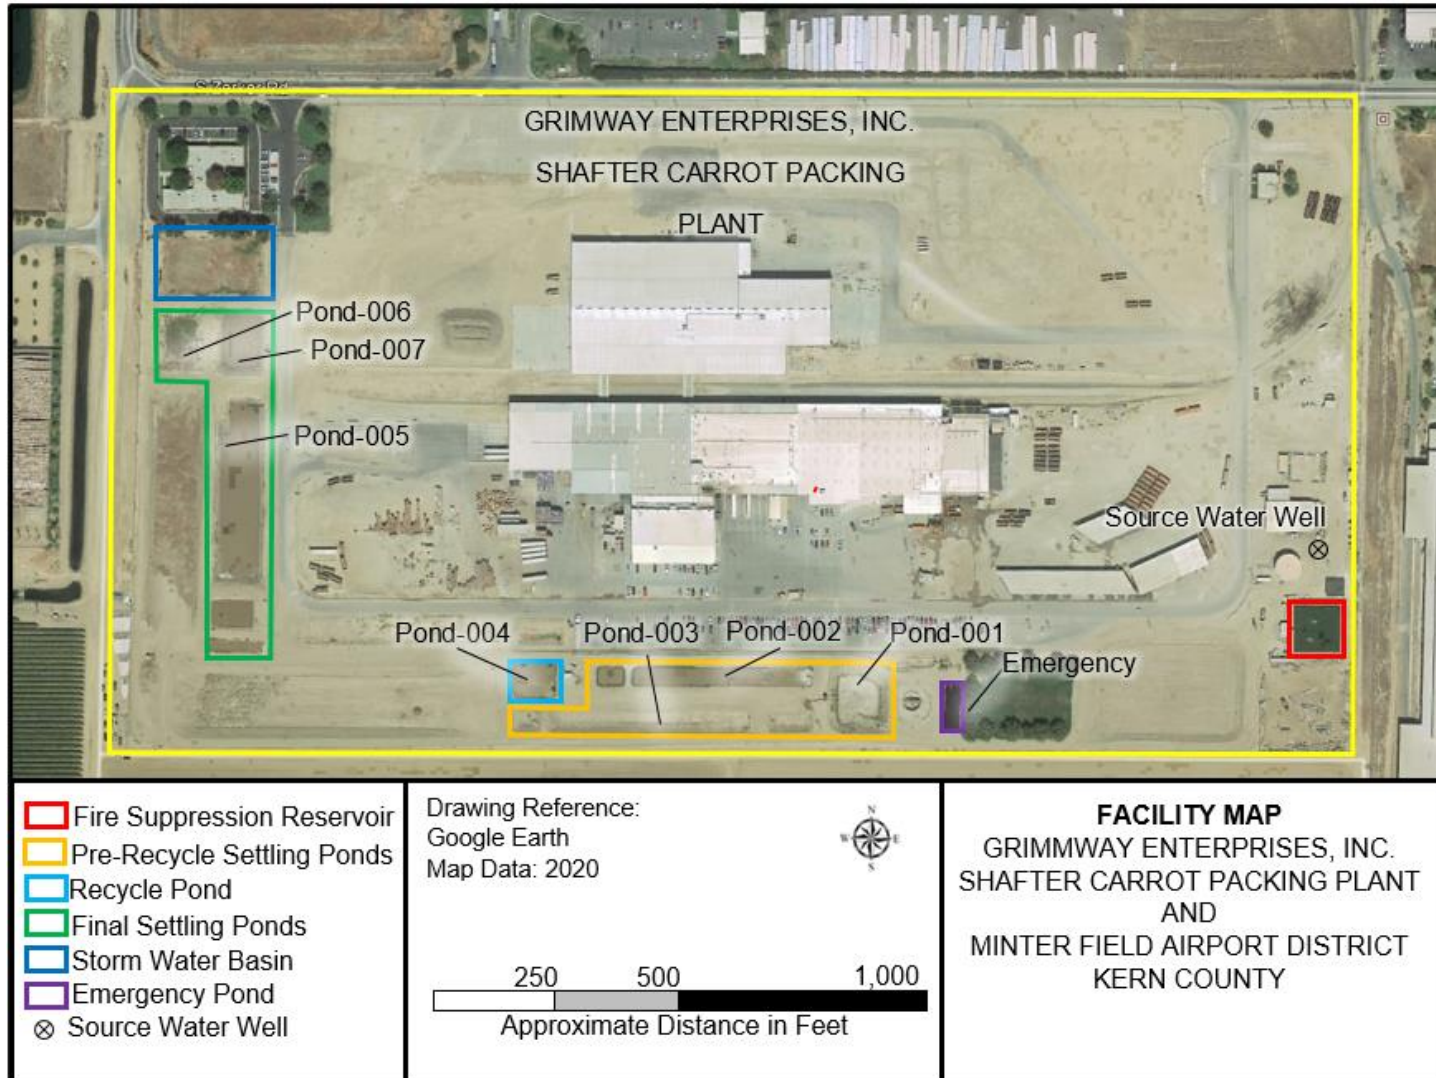 S Zerker Rd
GRIMWAY ENTERPRISES, INC.
SHAFTER CARROT PACKING
PLANT
Pond-006
Pond-007
Pond-005
Source Water Well
Pond-004
Pond-003
Pond-002
Pond-001
Emergency
Fire Suppression Reservoir
Pre-Recycle Settling Ponds
Recycle Pond
Final Settling Ponds
Storm Water Basin
Emergency Pond
Source Water Well
Drawing Reference:
Google Earth
Map Data: 2020
N
W E
S
250 500 1,000
Approximate Distance in Feet
FACILITY MAP
GRIMMWAY ENTERPRISES, INC.
SHAFTER CARROT PACKING PLANT
AND
MINTER FIELD AIRPORT DISTRICT
KERN COUNTY